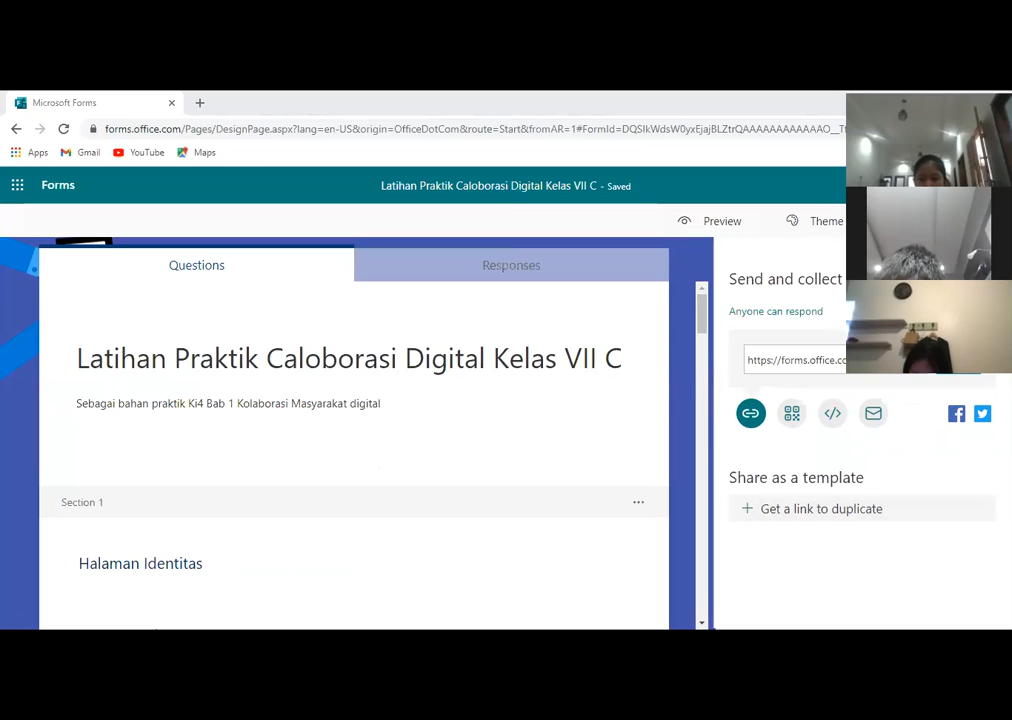 Microsoft Forms
forms.office.com/Pages/DesignPage.aspx?lang=en-US&origin=OfficeDotCom&route=Start&fromAR=1#FormId=
Apps Gmail YouTube Maps
Forms
Latihan Praktik Caloborasi Digital Kelas VII C - Saved
Preview Theme
Questions
Responses
Latihan Praktik Caloborasi Digital Kelas VII C
Sebagai bahan praktik Ki4 Bab 1 Kolaborasi Masyarakat digital
Section 1
Halaman Identitas
Send and collect
Anyone can respond
https://forms.office.co
Share as a template
Get a link to duplicate